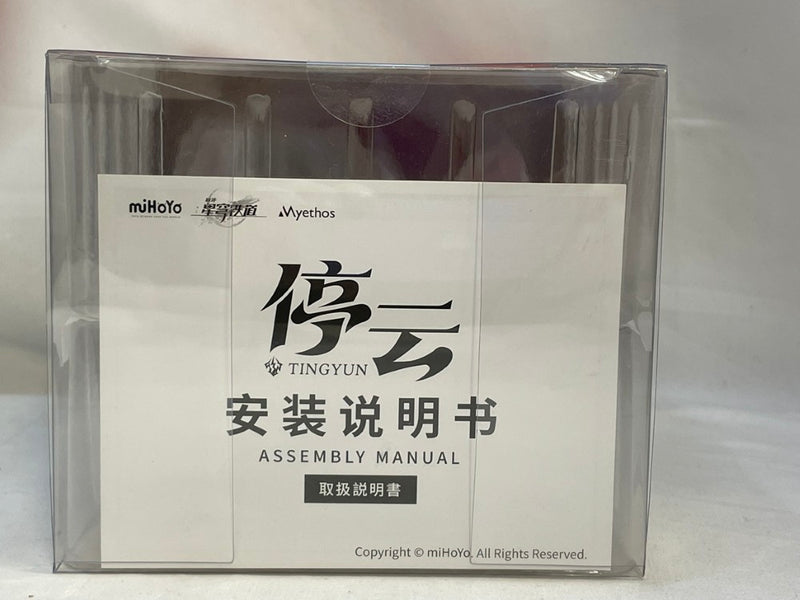 miHoYo
崩坏
星穹铁道
Myethos
停云
TINGYUN
安装说明书
ASSEMBLY MANUAL
取扱説明書
Copyright © miHoYo. All Rights Reserved.